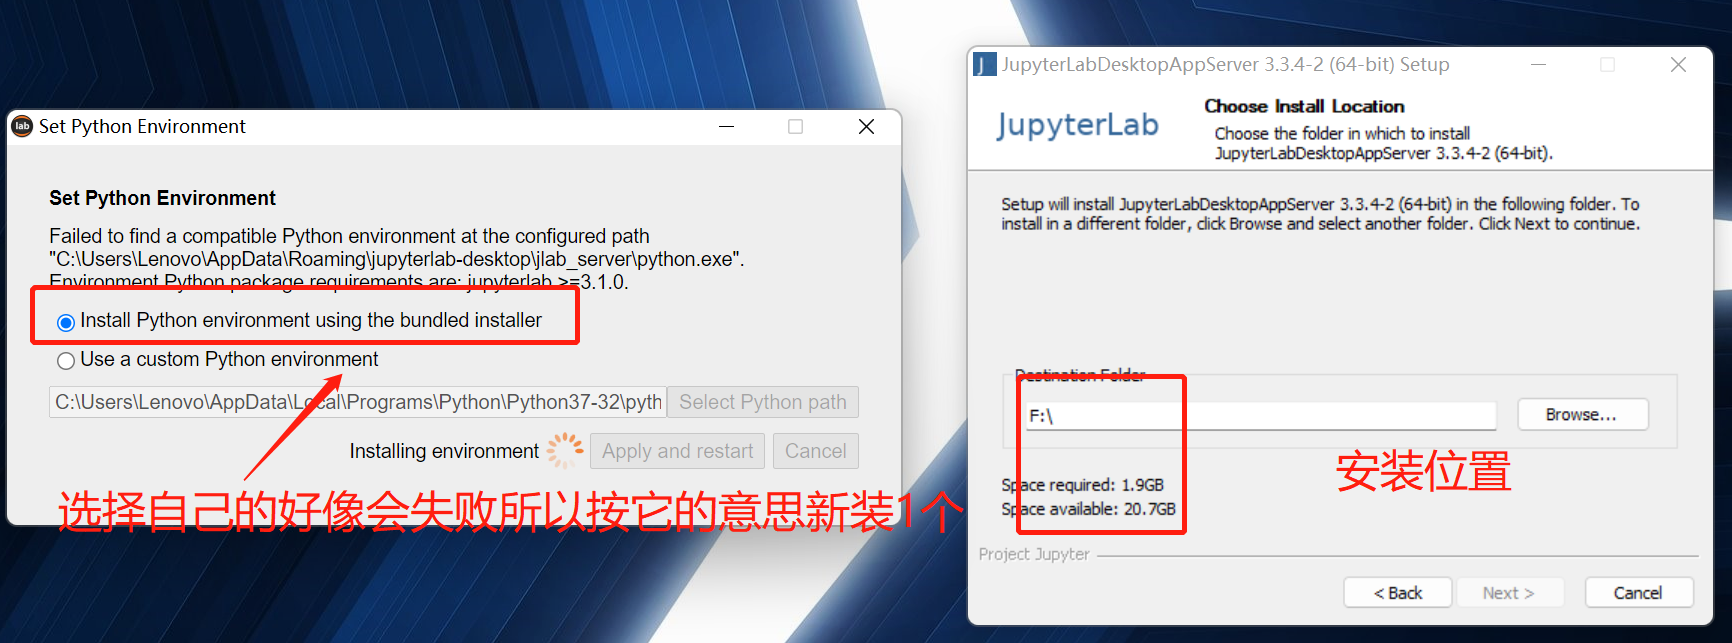 lab Set Python Environment
Set Python Environment
Failed to find a compatible Python environment at the configured path
"C:\Users\Lenovo\AppData\Roaming\jupyterlab-desktop\jlab_server\python.exe".
Environment Python package requirements are: jupyterlab >=3.1.0.
Install Python environment using the bundled installer
Use a custom Python environment
C:\Users\Lenovo\AppData\Local\Programs\Python\Python37-32\pyth Select Python path
Installing environment Apply and restart Cancel
选择自己的好像会失败所以按它的意思新装1个
J JupyterLabDesktopAppServer 3.3.4-2 (64-bit) Setup
JupyterLab
Choose Install Location
Choose the folder in which to install
JupyterLabDesktopAppServer 3.3.4-2 (64-bit).
Setup will install JupyterLabDesktopAppServer 3.3.4-2 (64-bit) in the following folder. To
install in a different folder, click Browse and select another folder. Click Next to continue.
Destination Folder
F:\ Browse...
安装位置
Space required: 1.9GB
Space available: 20.7GB
Project Jupyter
< Back Next > Cancel